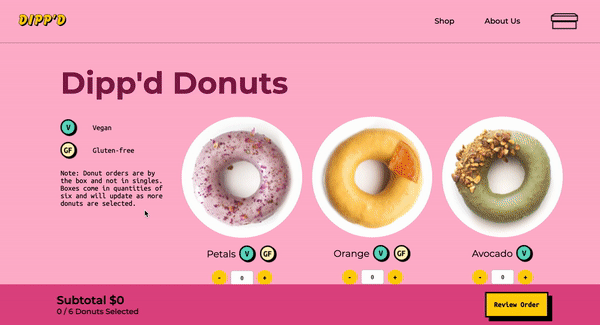 DIPP'D
Shop
About Us
Dipp'd Donuts
V Vegan
GF Gluten-free
Note: Donut orders are by
the box and not in singles.
Boxes come in quantities of
six and will update as more
donuts are selected.
Petals V GF
Orange V GF
Avocado V
- 0 +
- 0 +
- 0 +
Subtotal $0
0 / 6 Donuts Selected
Review Order